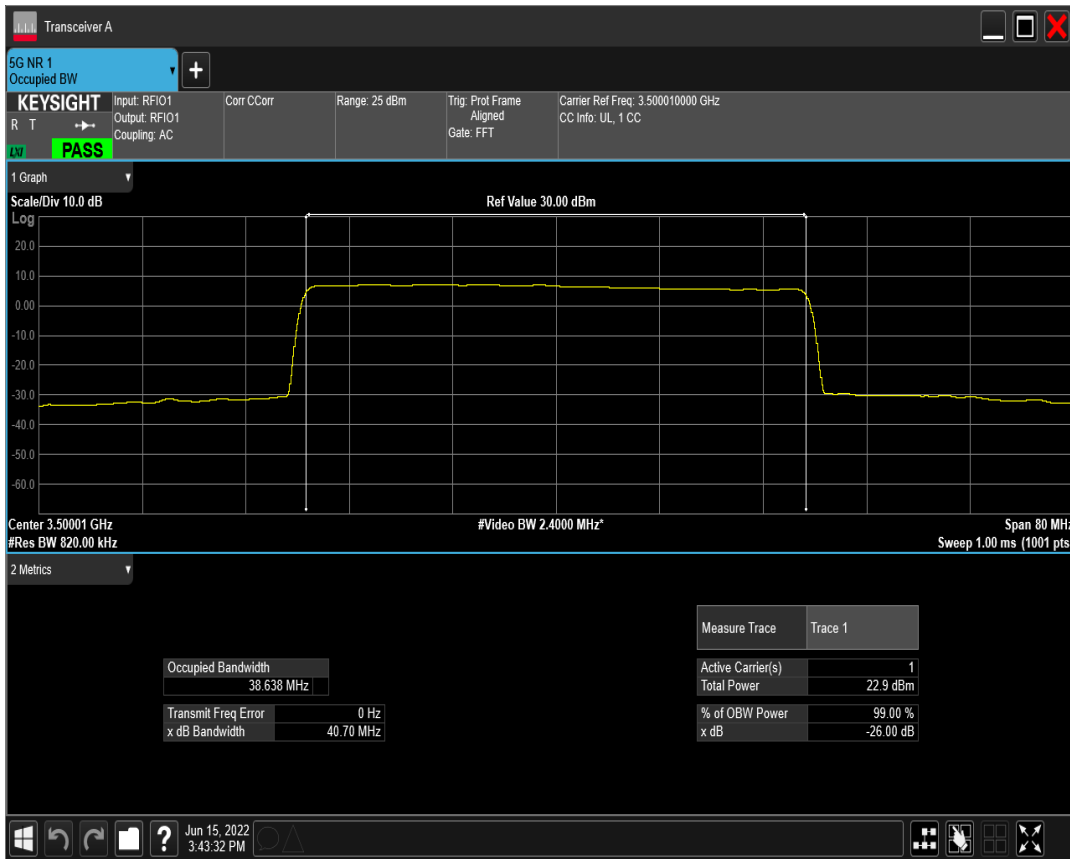 Transceiver A
5G NR 1
Occupied BW
KEYSIGHT
R T
LXI
PASS
Input: RFIO1
Output: RFIO1
Coupling: AC
Corr CCorr
Range: 25 dBm
Trig: Prot Frame
Aligned
Gate: FFT
Carrier Ref Freq: 3.500010000 GHz
CC Info: UL, 1 CC
1 Graph
Scale/Div 10.0 dB
Ref Value 30.00 dBm
Log
20.0
10.0
0.00
-10.0
-20.0
-30.0
-40.0
-50.0
-60.0
Center 3.50001 GHz
#Video BW 2.4000 MHz*
Span 80 MHz
#Res BW 820.00 kHz
Sweep 1.00 ms (1001 pts
2 Metrics
Measure Trace Trace 1
Occupied Bandwidth
38.638 MHz
Active Carrier(s) 1
Total Power 22.9 dBm
Transmit Freq Error 0 Hz
x dB Bandwidth 40.70 MHz
% of OBW Power 99.00 %
x dB -26.00 dB
?
Jun 15, 2022
3:43:32 PM